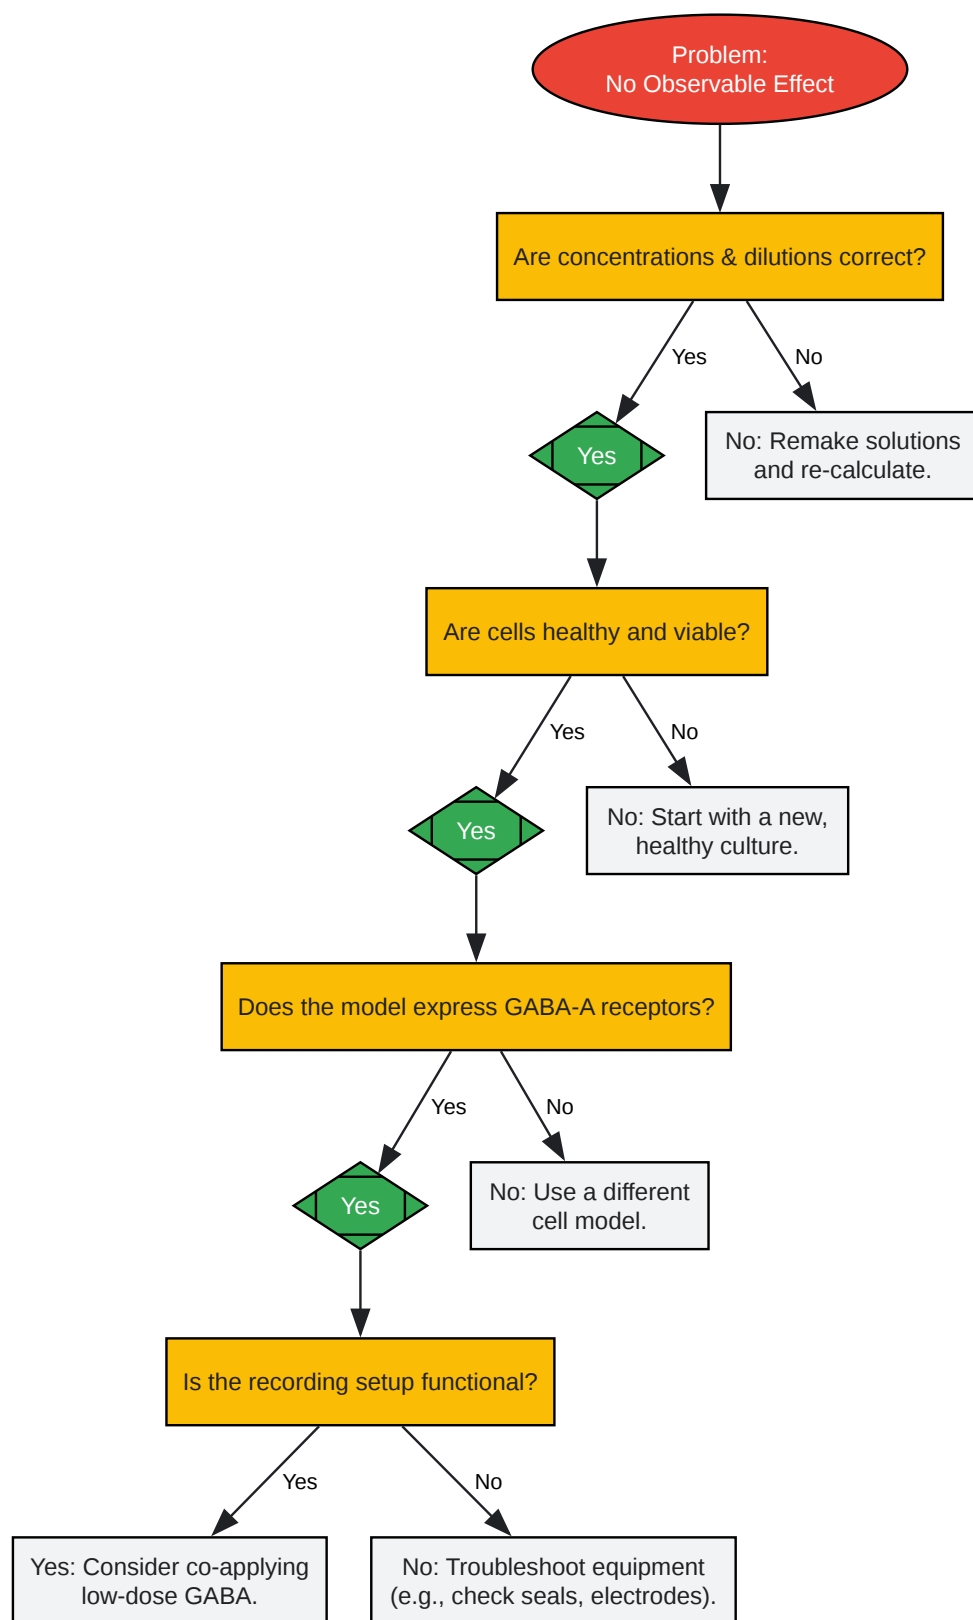 Problem:
No Observable Effect
Are concentrations & dilutions correct?
Yes
No
Yes
No: Remake solutions
and re-calculate.
Are cells healthy and viable?
Yes
No
Yes
No: Start with a new,
healthy culture.
Does the model express GABA-A receptors?
Yes
No
Yes
No: Use a different
cell model.
Is the recording setup functional?
Yes
No
Yes: Consider co-applying
low-dose GABA.
No: Troubleshoot equipment
(e.g., check seals, electrodes).